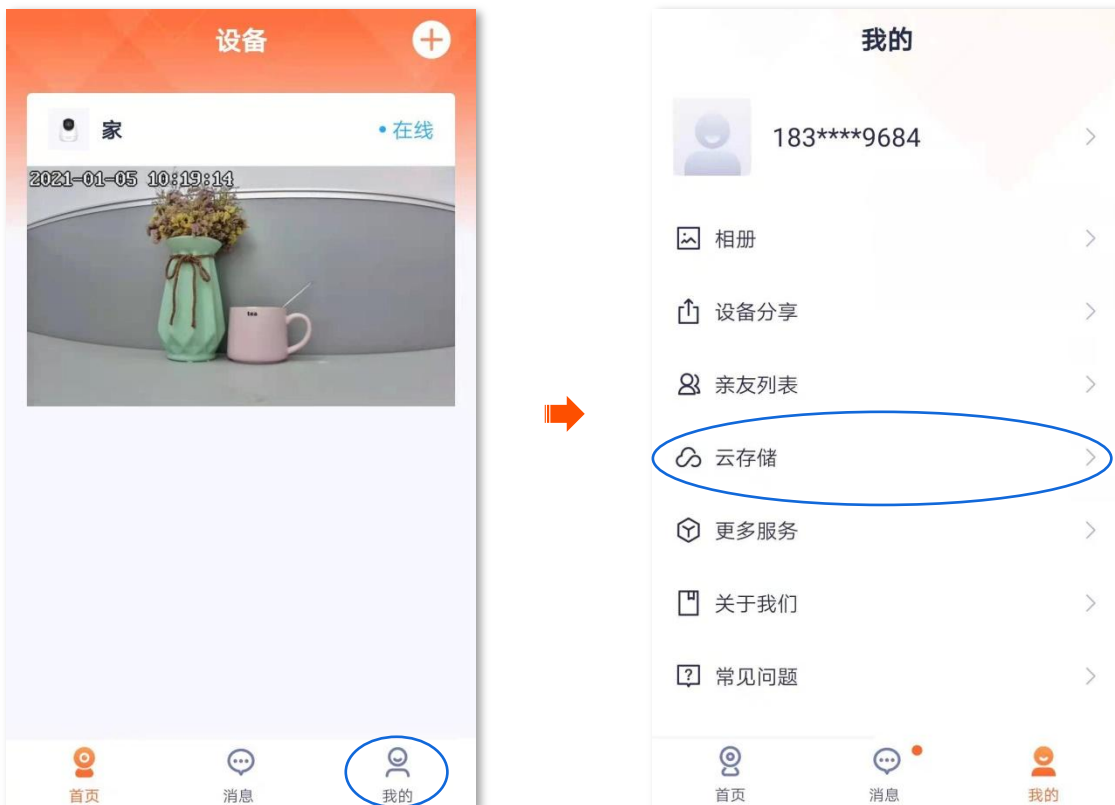 设备
家
在线
2021-01-05 10:19:14
tea
首页
消息
我的
我的
183****9684
相册
设备分享
亲友列表
云存储
更多服务
关于我们
常见问题
首页
消息
我的